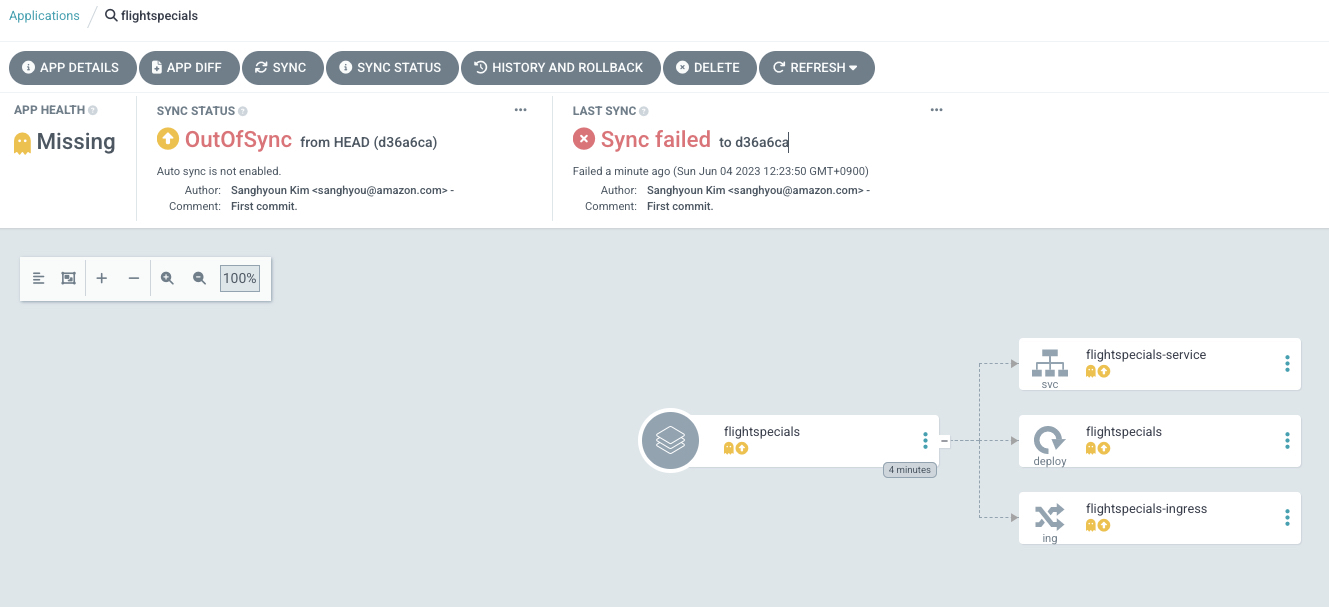 Applications / flightspecials
APP DETAILS APP DIFF SYNC SYNC STATUS HISTORY AND ROLLBACK DELETE REFRESH
APP HEALTH
Missing
SYNC STATUS
OutOfSync from HEAD (d36a6ca)
Auto sync is not enabled.
Author: Sanghyoun Kim <sanghyou@amazon.com> -
Comment: First commit.
LAST SYNC
Sync failed to d36a6ca
Failed a minute ago (Sun Jun 04 2023 12:23:50 GMT+0900)
Author: Sanghyoun Kim <sanghyou@amazon.com> -
Comment: First commit.
100%
flightspecials
4 minutes
flightspecials-service
svc
flightspecials
deploy
flightspecials-ingress
ing